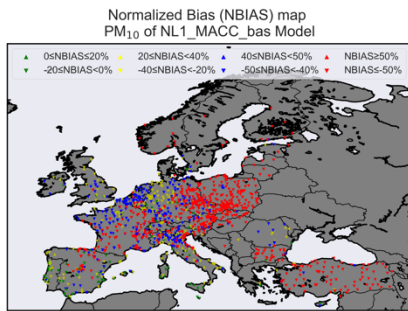 Normalized Bias (NBIAS) map
PM₁₀ of NL1_MACC_bas Model
0≤NBIAS≤20% 20≤NBIAS<40% 40≤NBIAS<50% NBIAS≥50%
-20≤NBIAS<0% -40≤NBIAS<-20% -50≤NBIAS<-40% NBIAS≤-50%